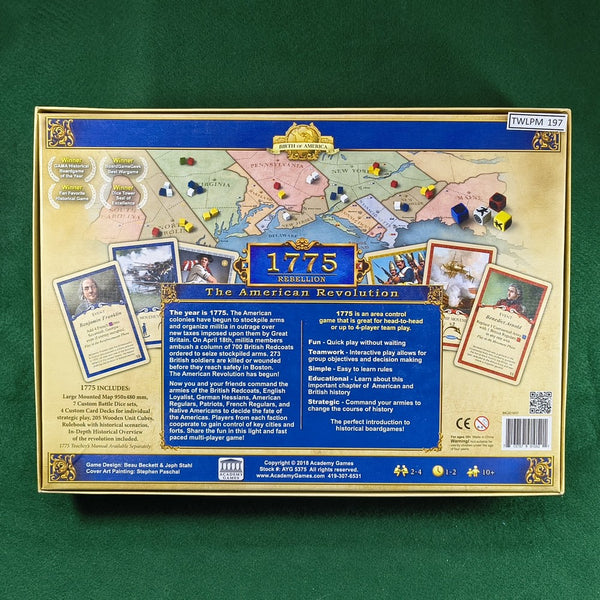 TWLPM 197
BIRTH OF AMERICA
Winner
GAMA Historical
Boardgame
of the Year
Winner
BoardGameGeek
Best Wargame
Winner
Fan Favorite
Historical Game
Winner
Dice Tower
Seal of
Excellence
PENNSYLVANIA
NEW YORK
VIRGINIA
NORTH
CAROLINA
1775
REBELLION
The American Revolution
Event
Benjamin Franklin
Event
Benedict Arnold
The year is 1775. The American
colonies have begun to stockpile arms
and organize militia in outrage over
new taxes imposed upon them by Great
Britain. On April 18th, militia members
ambush a column of 700 British Redcoats
ordered to seize stockpiled arms. 273
British soldiers are killed or wounded
before they reach safety in Boston.
The American Revolution has begun!
Now you and your friends command the
armies of the British Redcoats, English
Loyalist, German Hessians, American
Regulars, Patriots, French Regulars, and
Native Americans to decide the fate of
the Americas. Players from each faction
cooperate to gain control of key cities and
forts. Share the fun in this light and fast
paced multi-player game!
1775 is an area control
game that is great for head-to-head
or up to 4-player team play.
Fun - Quick play without waiting
Teamwork - Interactive play allows for
group objectives and decision-making
Simple - Easy to learn rules
Educational - Learn about this
important chapter of American and
British history
Strategic - Command your armies to
change the course of history
The perfect introduction to
historical boardgames!
1775 INCLUDES:
Large Mounted Map 950x480 mm,
7 Custom Battle Dice sets,
4 Custom Card Decks for individual
strategic play, 205 Wooden Unit Cubes,
Rulebook with historical scenarios,
In-Depth Historical Overview
of the revolution included.
1775 Teacher's Manual Available Separately.
Game Design: Beau Beckett & Jeph Stahl
Cover Art Painting: Stephen Paschal
ACADEMY
GAMES
Copyright © 2018 Academy Games
Stock #: AYG 5375 All rights reserved.
www.AcademyGames.com 419-307-6531
CE
Warning!
2-4
1-2
10+